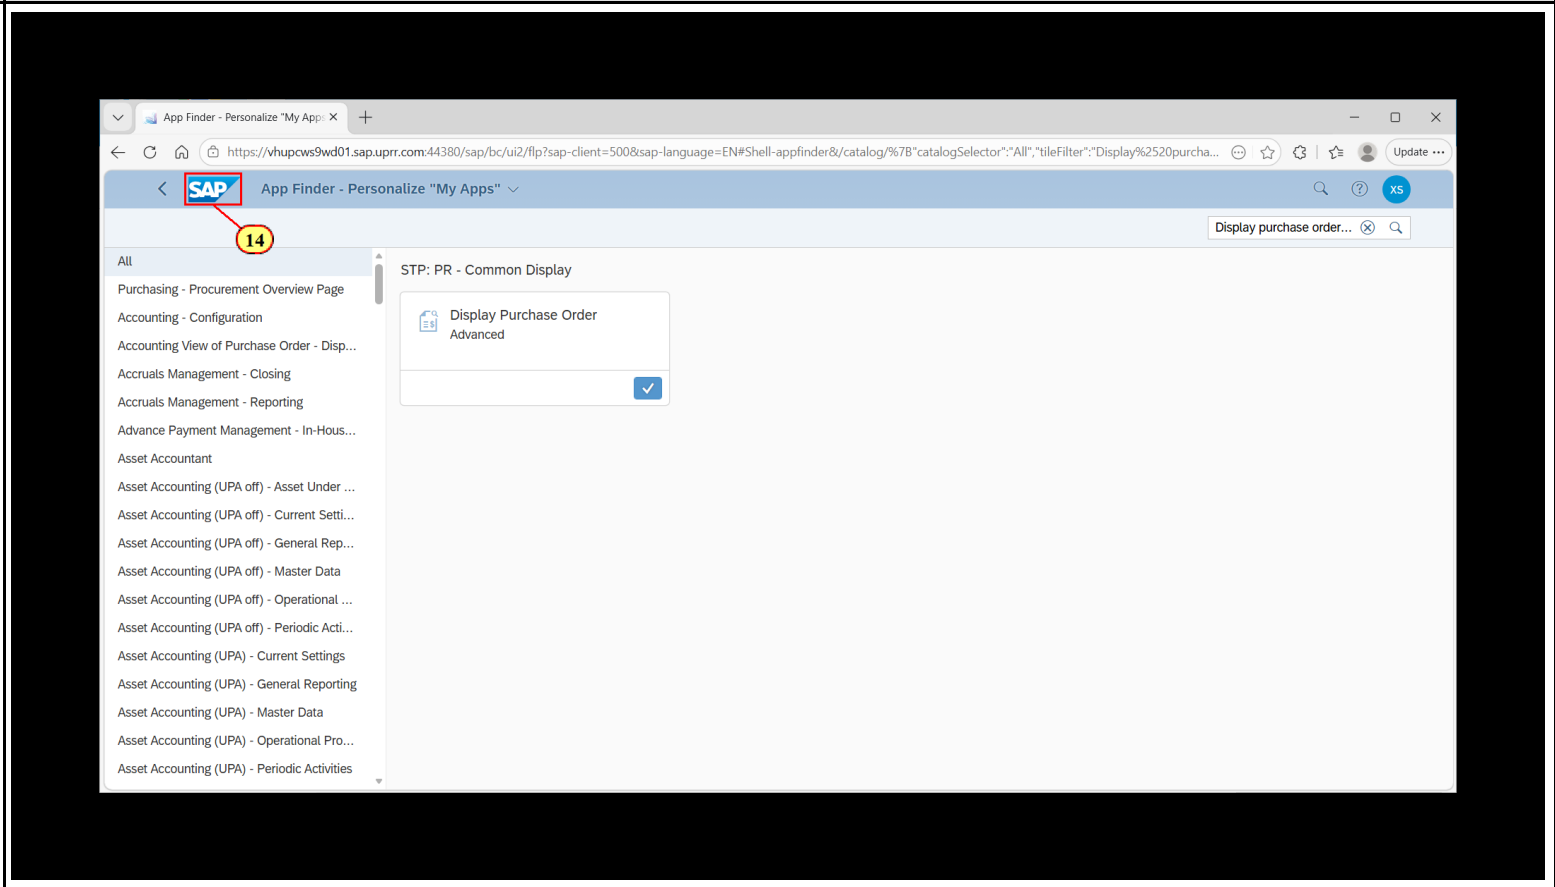 App Finder - Personalize "My Apps
https://vhupcws9wd01.sap.uprr.com:44380/sap/bc/ui2/flp?sap-client=500&sap-language=EN#Shell-appfinder&/catalog/%7B"catalogSelector":"All","tileFilter":"Display%2520purcha...
Update
SAP
App Finder - Personalize "My Apps"
XS
14
Display purchase order...
All
Purchasing - Procurement Overview Page
Accounting - Configuration
Accounting View of Purchase Order - Disp...
Accruals Management - Closing
Accruals Management - Reporting
Advance Payment Management - In-Hous...
Asset Accountant
Asset Accounting (UPA off) - Asset Under ...
Asset Accounting (UPA off) - Current Setti...
Asset Accounting (UPA off) - General Rep...
Asset Accounting (UPA off) - Master Data
Asset Accounting (UPA off) - Operational ...
Asset Accounting (UPA off) - Periodic Acti...
Asset Accounting (UPA) - Current Settings
Asset Accounting (UPA) - General Reporting
Asset Accounting (UPA) - Master Data
Asset Accounting (UPA) - Operational Pro...
Asset Accounting (UPA) - Periodic Activities
STP: PR - Common Display
Display Purchase Order
Advanced